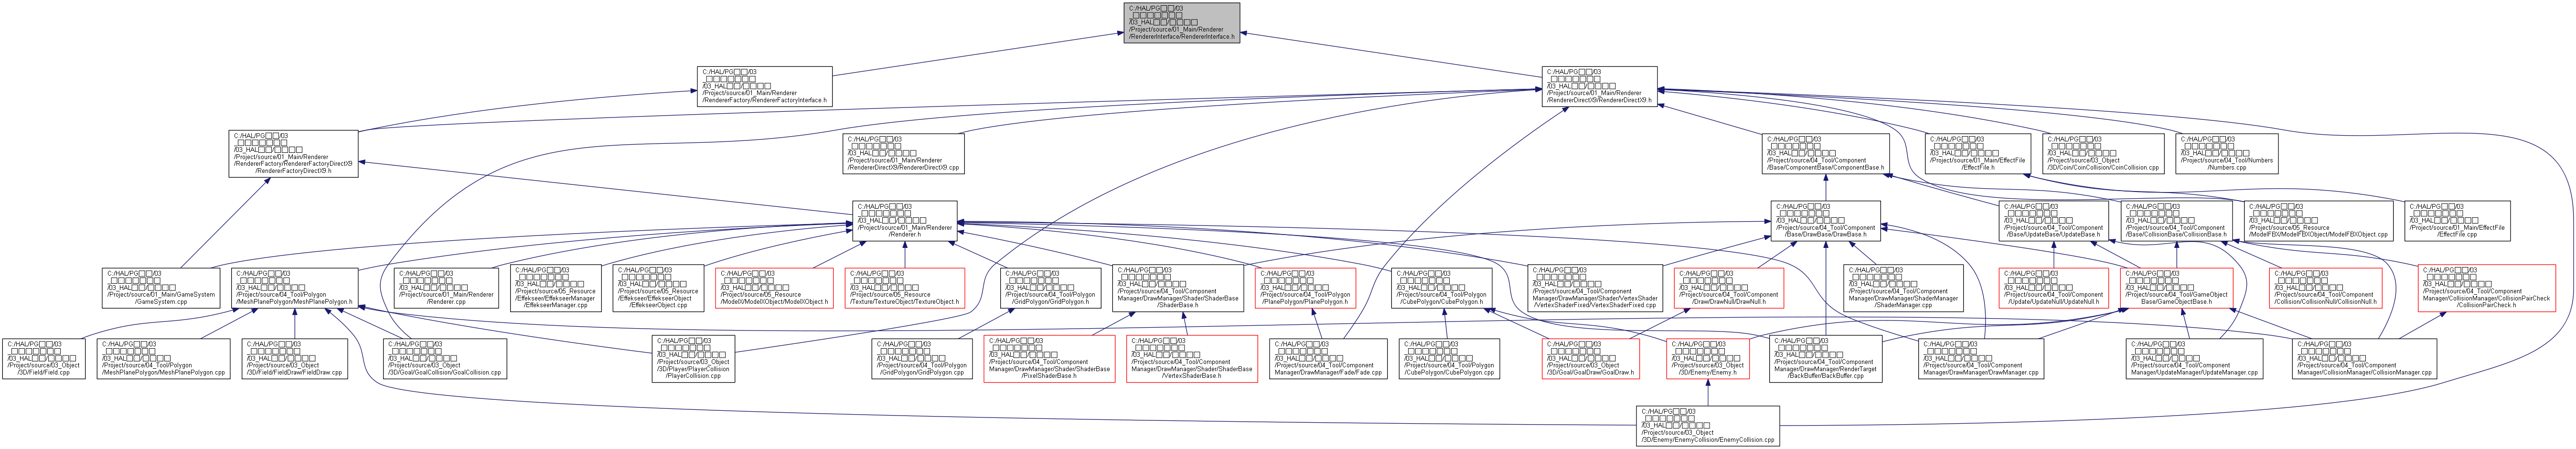 C:/HAL/PG□□/03
_□□□□□□□
/03_HAL□□/□□□□
/Project/source/01_Main/Renderer
/RendererInterface/RendererInterface.h
C:/HAL/PG□□/03
_□□□□□□□
/03_HAL□□/□□□□
/Project/source/01_Main/Renderer
/RendererFactory/RendererFactoryInterface.h
C:/HAL/PG□□/03
_□□□□□□□
/03_HAL□□/□□□□
/Project/source/01_Main/Renderer
/RendererDirectX9/RendererDirectX9.h
C:/HAL/PG□□/03
_□□□□□□□
/03_HAL□□/□□□□
/Project/source/01_Main/Renderer
/RendererFactory/RendererFactoryDirectX9
/RendererFactoryDirectX9.h
C:/HAL/PG□□/03
_□□□□□□□
/03_HAL□□/□□□□
/Project/source/01_Main/Renderer
/RendererDirectX9/RendererDirectX9.cpp
C:/HAL/PG□□/03
_□□□□□□□
/03_HAL□□/□□□□
/Project/source/04_Tool/Component
/Base/ComponentBase/ComponentBase.h
C:/HAL/PG□□/03
_□□□□□□□
/03_HAL□□/□□□□
/Project/source/01_Main/EffectFile
/EffectFile.h
C:/HAL/PG□□/03
_□□□□□□□
/03_HAL□□/□□□□
/Project/source/03_Object
/3D/Coin/CoinCollision/CoinCollision.cpp
C:/HAL/PG□□/03
_□□□□□□□
/03_HAL□□/□□□□
/Project/source/04_Tool/Numbers
/Numbers.cpp
C:/HAL/PG□□/03
_□□□□□□□
/03_HAL□□/□□□□
/Project/source/01_Main/Renderer
/Renderer.h
C:/HAL/PG□□/03
_□□□□□□□
/03_HAL□□/□□□□
/Project/source/04_Tool/Component
/Base/DrawBase/DrawBase.h
C:/HAL/PG□□/03
_□□□□□□□
/03_HAL□□/□□□□
/Project/source/04_Tool/Component
/Base/UpdateBase/UpdateBase.h
C:/HAL/PG□□/03
_□□□□□□□
/03_HAL□□/□□□□
/Project/source/04_Tool/Component
/Base/CollisionBase/CollisionBase.h
C:/HAL/PG□□/03
_□□□□□□□
/03_HAL□□/□□□□
/Project/source/05_Resource
/ModelFBX/ModelFBXObject/ModelFBXObject.cpp
C:/HAL/PG□□/03
_□□□□□□□
/03_HAL□□/□□□□
/Project/source/01_Main/EffectFile
/EffectFile.cpp
C:/HAL/PG□□/03
_□□□□□□□
/03_HAL□□/□□□□
/Project/source/01_Main/GameSystem
/GameSystem.cpp
C:/HAL/PG□□/03
_□□□□□□□
/03_HAL□□/□□□□
/Project/source/04_Tool/Polygon
/MeshPlanePolygon/MeshPlanePolygon.h
C:/HAL/PG□□/03
_□□□□□□□
/03_HAL□□/□□□□
/Project/source/01_Main/Renderer
/Renderer.cpp
C:/HAL/PG□□/03
_□□□□□□□
/03_HAL□□/□□□□
/Project/source/05_Resource
/Effekseer/EffekseerManager
/EffekseerManager.cpp
C:/HAL/PG□□/03
_□□□□□□□
/03_HAL□□/□□□□
/Project/source/05_Resource
/Effekseer/EffekseerObject
/EffekseerObject.cpp
C:/HAL/PG□□/03
_□□□□□□□
/03_HAL□□/□□□□
/Project/source/05_Resource
/ModelX/ModelXObject/ModelXObject.h
C:/HAL/PG□□/03
_□□□□□□□
/03_HAL□□/□□□□
/Project/source/05_Resource
/Texture/TextureObject/TextureObject.h
C:/HAL/PG□□/03
_□□□□□□□
/03_HAL□□/□□□□
/Project/source/04_Tool/Polygon
/GridPolygon/GridPolygon.h
C:/HAL/PG□□/03
_□□□□□□□
/03_HAL□□/□□□□
/Project/source/04_Tool/Component
Manager/DrawManager/Shader/ShaderBase
/ShaderBase.h
C:/HAL/PG□□/03
_□□□□□□□
/03_HAL□□/□□□□
/Project/source/04_Tool/Polygon
/PlanePolygon/PlanePolygon.h
C:/HAL/PG□□/03
_□□□□□□□
/03_HAL□□/□□□□
/Project/source/04_Tool/Polygon
/CubePolygon/CubePolygon.h
C:/HAL/PG□□/03
_□□□□□□□
/03_HAL□□/□□□□
/Project/source/04_Tool/Component
Manager/DrawManager/Shader/VertexShader
/VertexShaderFixed/VertexShaderFixed.cpp
C:/HAL/PG□□/03
_□□□□□□□
/03_HAL□□/□□□□
/Project/source/04_Tool/Component
/Draw/DrawNull/DrawNull.h
C:/HAL/PG□□/03
_□□□□□□□
/03_HAL□□/□□□□
/Project/source/04_Tool/Component
Manager/DrawManager/ShaderManager
/ShaderManager.cpp
C:/HAL/PG□□/03
_□□□□□□□
/03_HAL□□/□□□□
/Project/source/04_Tool/Component
/Update/UpdateNull/UpdateNull.h
C:/HAL/PG□□/03
_□□□□□□□
/03_HAL□□/□□□□
/Project/source/04_Tool/GameObject
Base/GameObjectBase.h
C:/HAL/PG□□/03
_□□□□□□□
/03_HAL□□/□□□□
/Project/source/04_Tool/Component
/Collision/CollisionNull/CollisionNull.h
C:/HAL/PG□□/03
_□□□□□□□
/03_HAL□□/□□□□
/Project/source/04_Tool/Component
Manager/CollisionManager/CollisionPairCheck
/CollisionPairCheck.h
C:/HAL/PG□□/03
_□□□□□□□
/03_HAL□□/□□□□
/Project/source/03_Object
/3D/Field/Field.cpp
C:/HAL/PG□□/03
_□□□□□□□
/03_HAL□□/□□□□
/Project/source/04_Tool/Polygon
/MeshPlanePolygon/MeshPlanePolygon.cpp
C:/HAL/PG□□/03
_□□□□□□□
/03_HAL□□/□□□□
/Project/source/03_Object
/3D/Field/FieldDraw/FieldDraw.cpp
C:/HAL/PG□□/03
_□□□□□□□
/03_HAL□□/□□□□
/Project/source/03_Object
/3D/Goal/GoalCollision/GoalCollision.cpp
C:/HAL/PG□□/03
_□□□□□□□
/03_HAL□□/□□□□
/Project/source/03_Object
/3D/Player/PlayerCollision
/PlayerCollision.cpp
C:/HAL/PG□□/03
_□□□□□□□
/03_HAL□□/□□□□
/Project/source/04_Tool/Polygon
/GridPolygon/GridPolygon.cpp
C:/HAL/PG□□/03
_□□□□□□□
/03_HAL□□/□□□□
/Project/source/04_Tool/Component
Manager/DrawManager/Shader/ShaderBase
/PixelShaderBase.h
C:/HAL/PG□□/03
_□□□□□□□
/03_HAL□□/□□□□
/Project/source/04_Tool/Component
Manager/DrawManager/Shader/ShaderBase
/VertexShaderBase.h
C:/HAL/PG□□/03
_□□□□□□□
/03_HAL□□/□□□□
/Project/source/04_Tool/Component
Manager/DrawManager/Fade/Fade.cpp
C:/HAL/PG□□/03
_□□□□□□□
/03_HAL□□/□□□□
/Project/source/04_Tool/Polygon
/CubePolygon/CubePolygon.cpp
C:/HAL/PG□□/03
_□□□□□□□
/03_HAL□□/□□□□
/Project/source/03_Object
/3D/Goal/GoalDraw/GoalDraw.h
C:/HAL/PG□□/03
_□□□□□□□
/03_HAL□□/□□□□
/Project/source/03_Object
/3D/Enemy/Enemy.h
C:/HAL/PG□□/03
_□□□□□□□
/03_HAL□□/□□□□
/Project/source/04_Tool/Component
Manager/DrawManager/RenderTarget
/BackBuffer/BackBuffer.cpp
C:/HAL/PG□□/03
_□□□□□□□
/03_HAL□□/□□□□
/Project/source/04_Tool/Component
Manager/DrawManager/DrawManager.cpp
C:/HAL/PG□□/03
_□□□□□□□
/03_HAL□□/□□□□
/Project/source/04_Tool/Component
Manager/UpdateManager/UpdateManager.cpp
C:/HAL/PG□□/03
_□□□□□□□
/03_HAL□□/□□□□
/Project/source/04_Tool/Component
Manager/CollisionManager/CollisionManager.cpp
C:/HAL/PG□□/03
_□□□□□□□
/03_HAL□□/□□□□
/Project/source/03_Object
/3D/Enemy/EnemyCollision/EnemyCollision.cpp